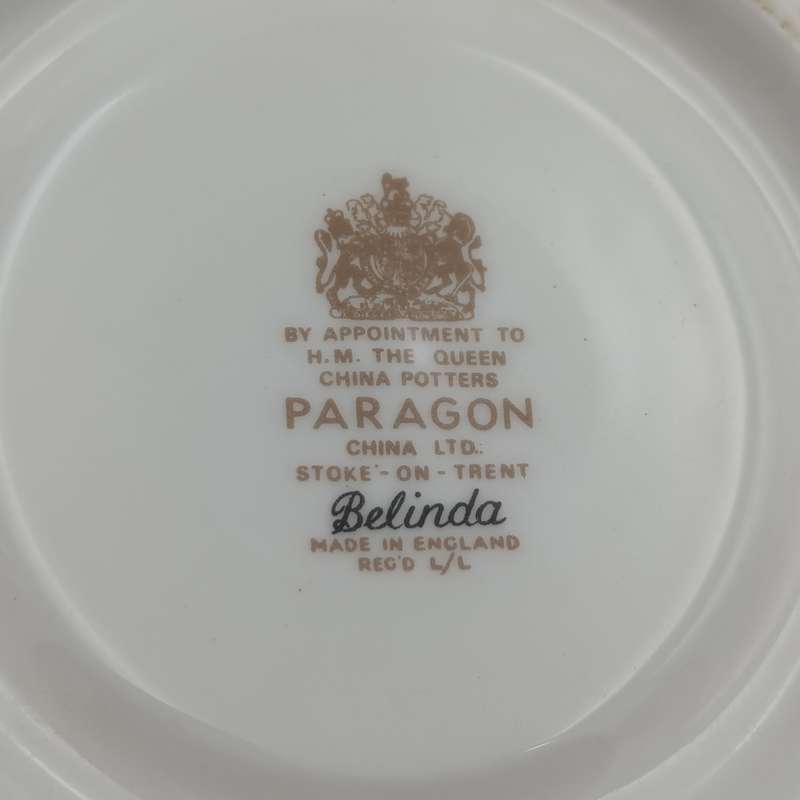 BY APPOINTMENT TO
H.M. THE QUEEN
CHINA POTTERS
PARAGON
CHINA LTD.
STOKE-ON-TRENT
Belinda
MADE IN ENGLAND
REG'D L/L